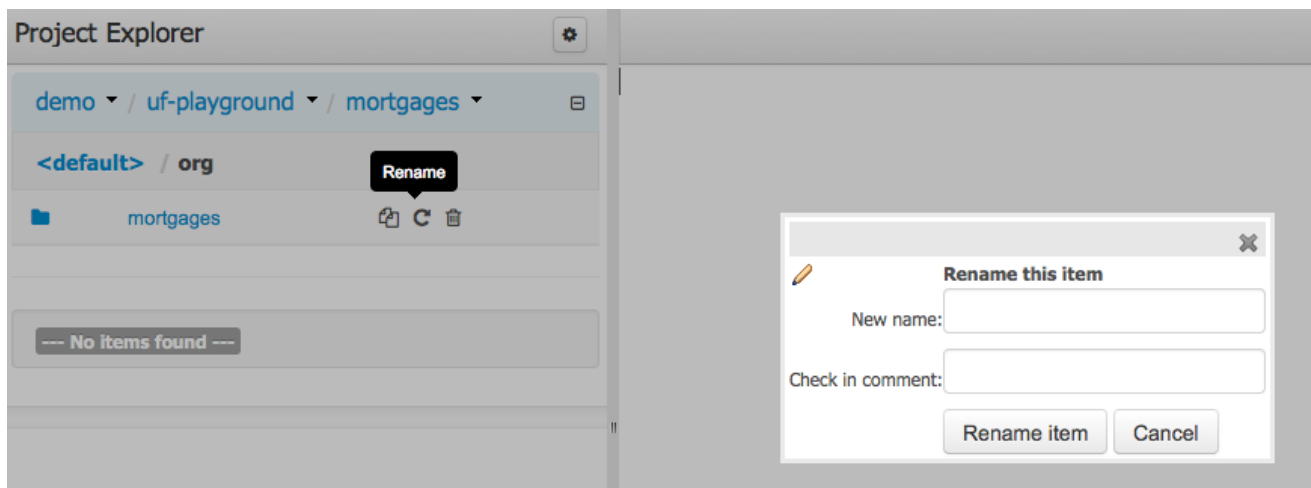 Project Explorer
demo / uf-playground / mortgages
<default> / org
Rename
mortgages
--- No items found ---
Rename this item
New name:
Check in comment:
Rename item Cancel